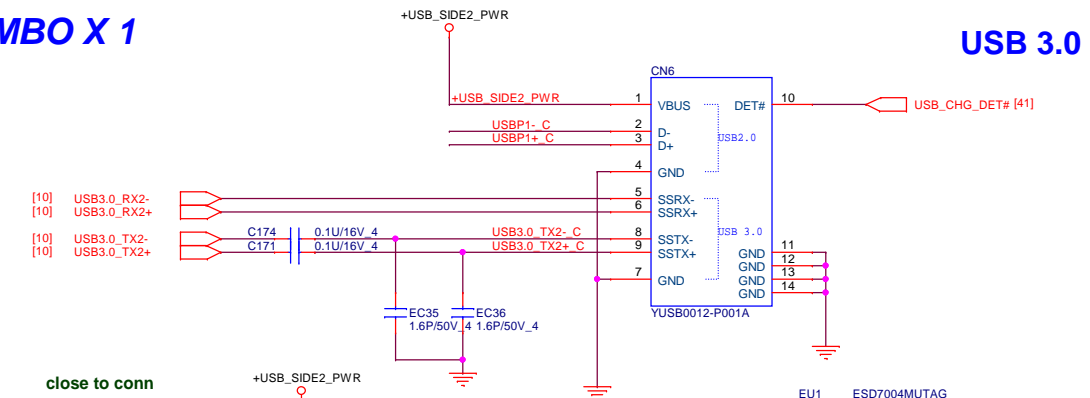 +USB_SIDE2_PWR
MBO X 1
USB 3.0
CN6
+USB_SIDE2_PWR 1 VBUS DET# 10 USB_CHG_DET# [41]
USBP1-_C 2 D-
USBP1+_C 3 D+
USB2.0
4 GND
[10] USB3.0_RX2- 5 SSRX-
[10] USB3.0_RX2+ 6 SSRX+
[10] USB3.0_TX2- C174 0.1U/16V_4 USB3.0_TX2-_C 8 SSTX-
USB 3.0
[10] USB3.0_TX2+ C171 0.1U/16V_4 USB3.0_TX2+_C 9 SSTX+
GND 11
GND 12
7 GND GND 13
GND 14
YUSB0012-P001A
EC35 EC36
1.6P/50V_4 1.6P/50V_4
close to conn
+USB_SIDE2_PWR
EU1 ESD7004MUTAG